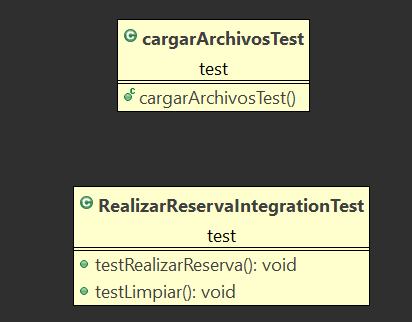 cargarArchivosTest
test
cargarArchivosTest()
RealizarReservaIntegrationTest
test
testRealizarReserva(): void
testLimpiar(): void